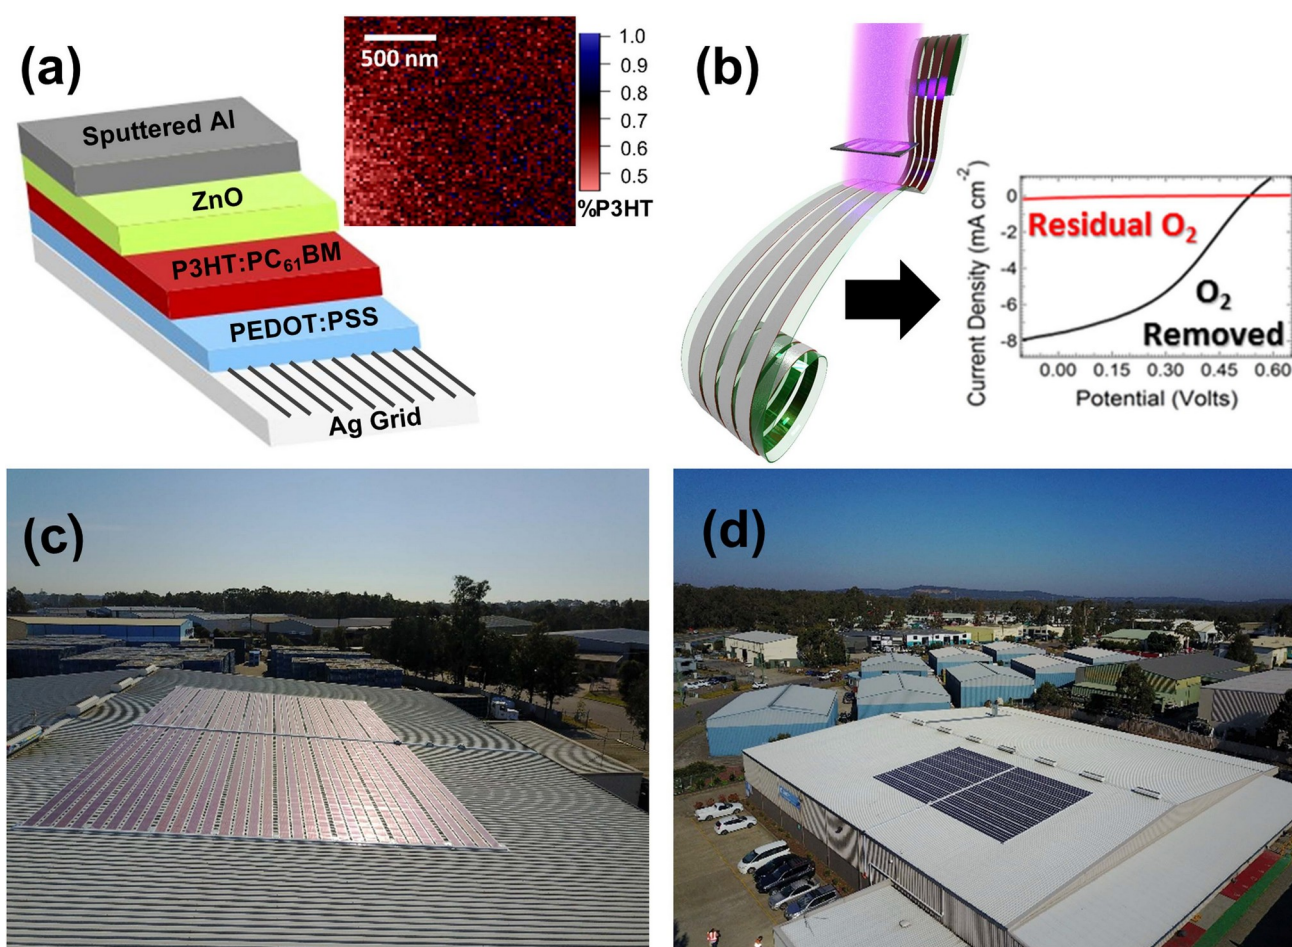 (a)
Sputtered Al
ZnO
P3HT:PC₆₁BM
PEDOT:PSS
Ag Grid
500 nm
1.0
0.9
0.8
0.7
0.6
0.5
%P3HT
(b)
Current Density (mA cm⁻²)
0
-2
-4
-6
-8
Residual O₂
O₂
Removed
0.00 0.15 0.30 0.45 0.60
Potential (Volts)
(c)
(d)